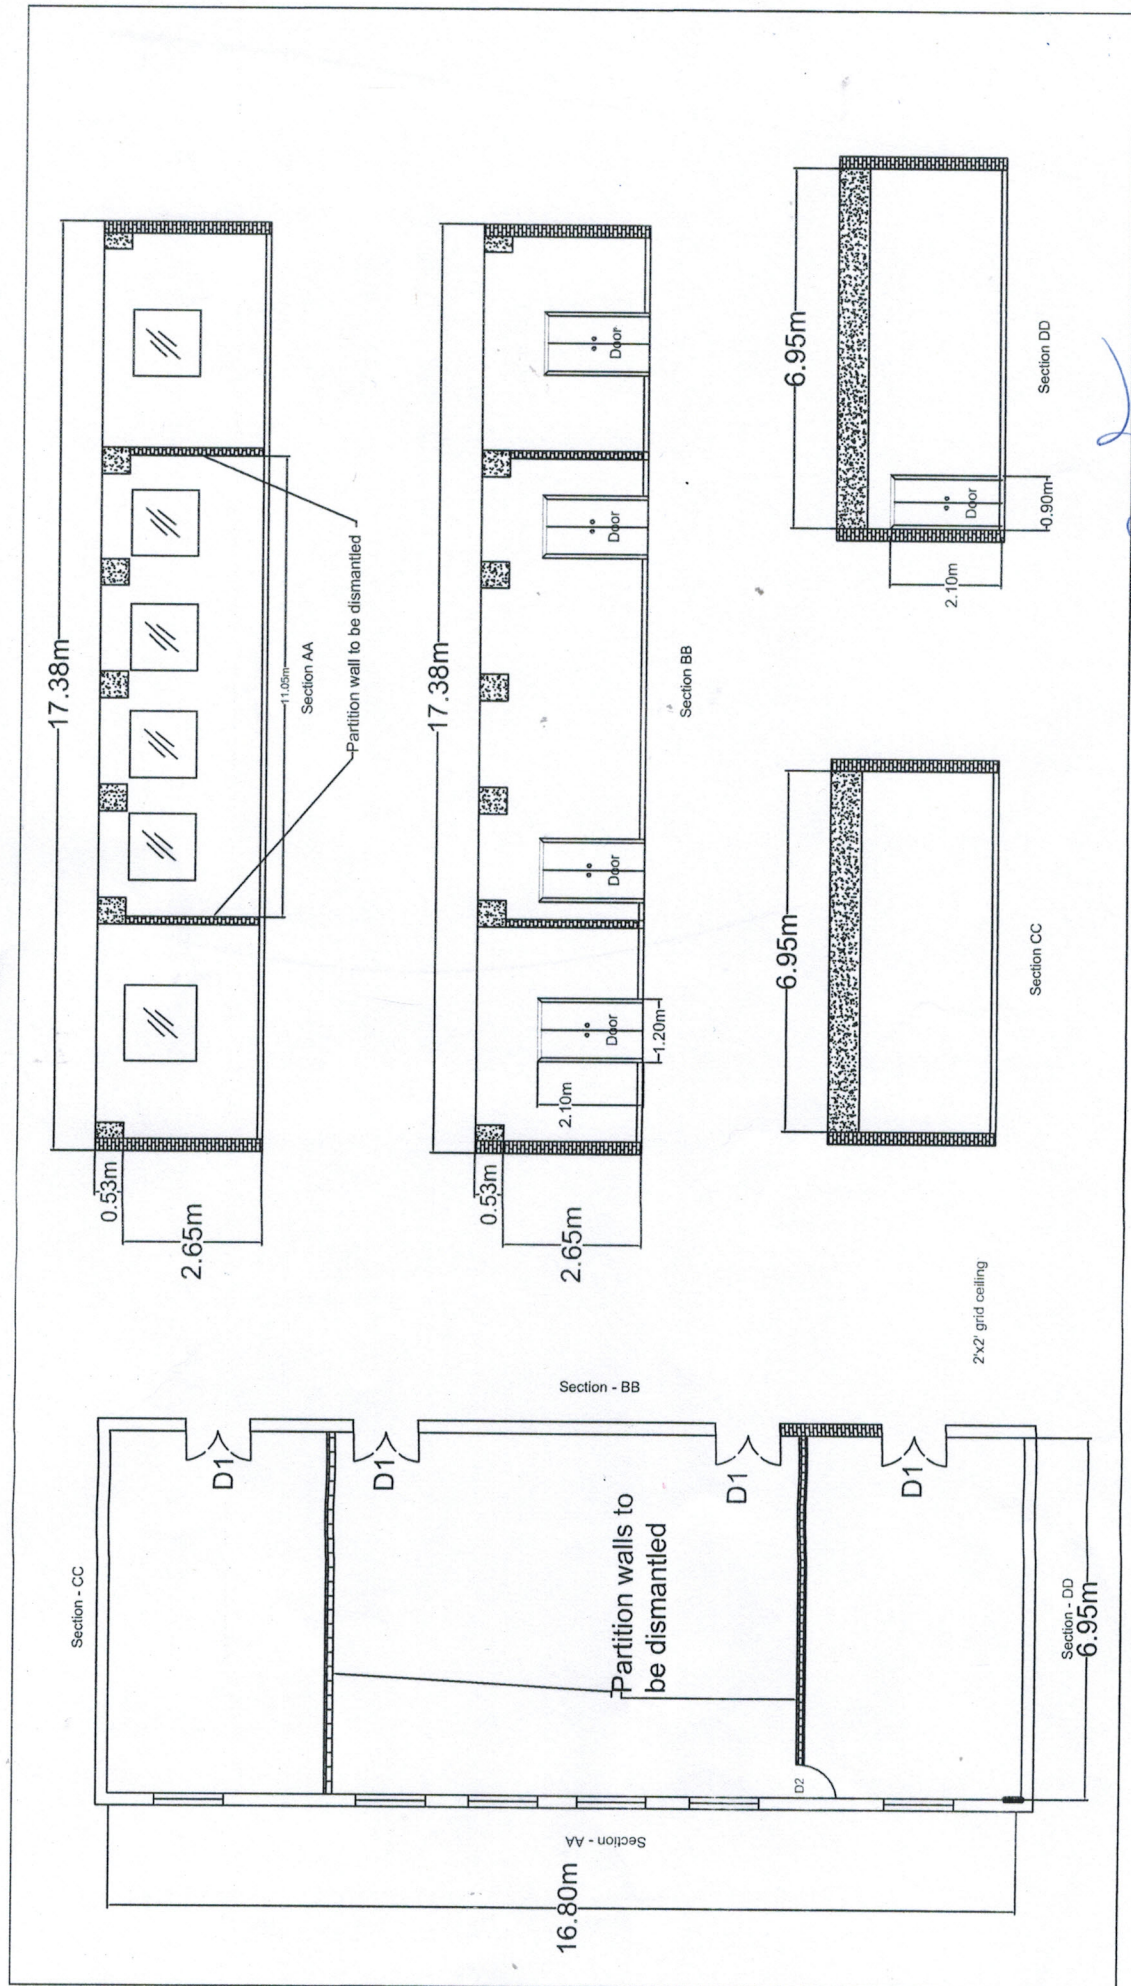 17.38m
0.53m
2.65m
11.05m
Section AA
Partition wall to be dismantled
17.38m
0.53m
2.65m
2.10m
1.20m
Door
Door
Door
Door
Section BB
6.95m
Section CC
6.95m
2.10m
0.90m
Door
Section DD
Section - CC
Section - BB
2'x2' grid ceiling
D1
D1
D1
D1
Partition walls to
be dismantled
D2
Section - AA
16.80m
Section - DD
6.95m